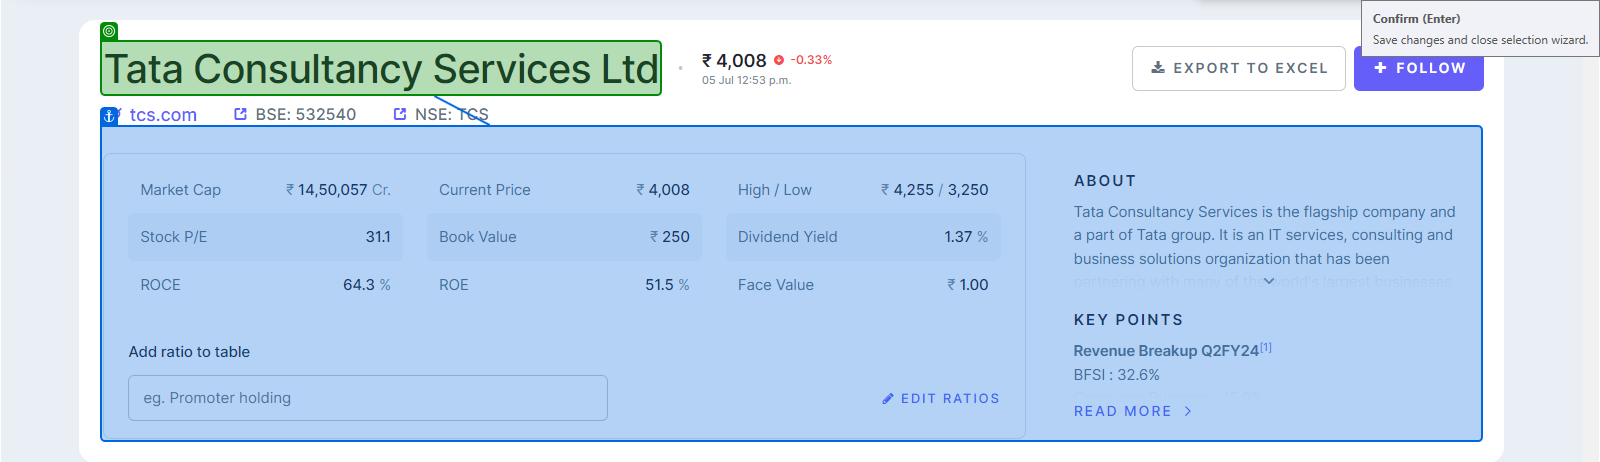 Confirm (Enter)
Save changes and close selection wizard.
Tata Consultancy Services Ltd
₹ 4,008 -0.33%
05 Jul 12:53 p.m.
EXPORT TO EXCEL
FOLLOW
tcs.com BSE: 532540 NSE: TCS
Market Cap ₹ 14,50,057 Cr. Current Price ₹ 4,008 High / Low ₹ 4,255 / 3,250
Stock P/E 31.1 Book Value ₹ 250 Dividend Yield 1.37 %
ROCE 64.3 % ROE 51.5 % Face Value ₹ 1.00
Add ratio to table
eg. Promoter holding
EDIT RATIOS
ABOUT
Tata Consultancy Services is the flagship company and
a part of Tata group. It is an IT services, consulting and
business solutions organization that has been
partnering with many of the world's largest businesses
KEY POINTS
Revenue Breakup Q2FY24[1]
BFSI : 32.6%
READ MORE